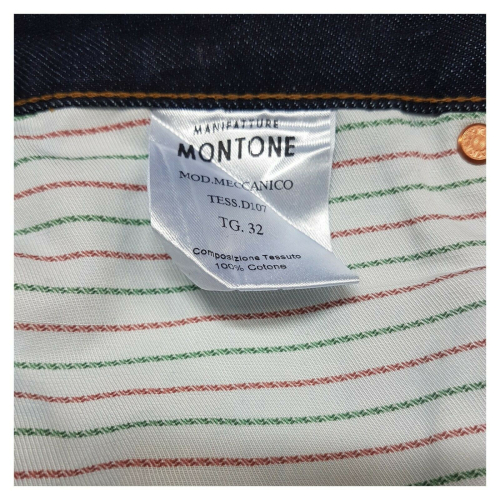 MANIFATTURE
MONTONE
MOD.MECCANICO
TESS.D107
TG. 32
Composizione Tessuto
100% Cotone